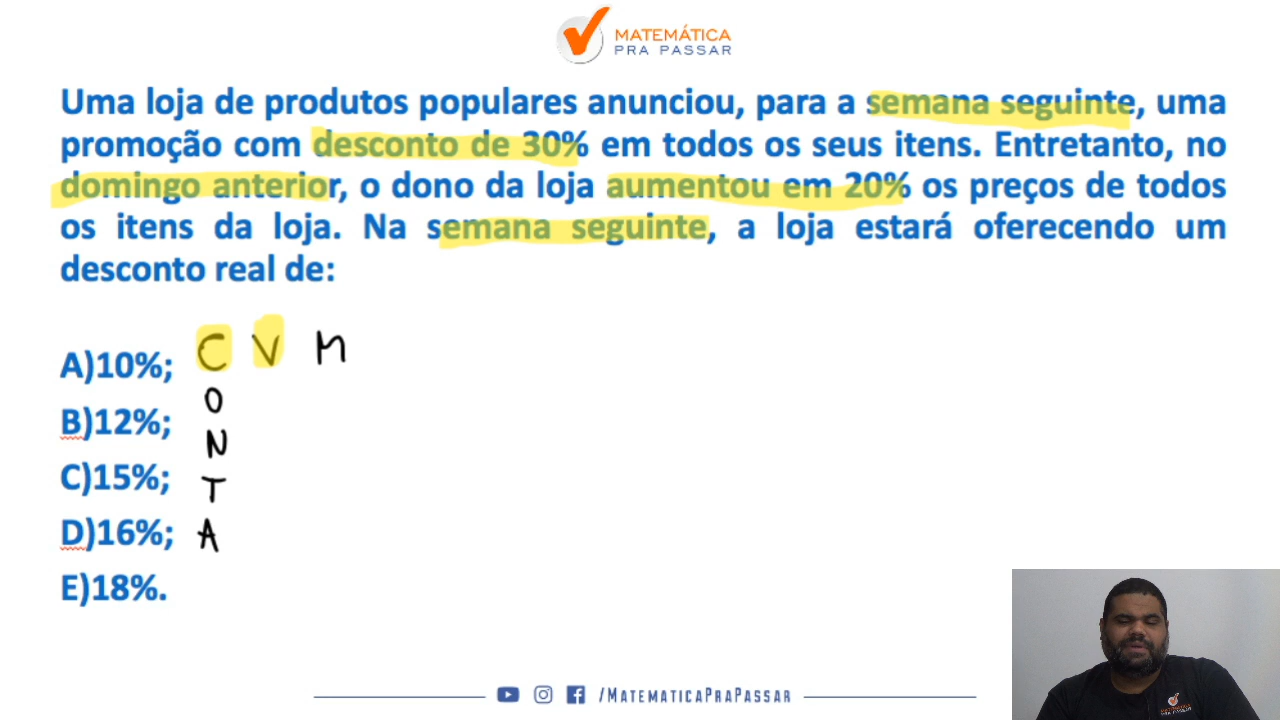 MATEMÁTICA
PRA PASSAR
Uma loja de produtos populares anunciou, para a semana seguinte, uma
promoção com desconto de 30% em todos os seus itens. Entretanto, no
domingo anterior, o dono da loja aumentou em 20% os preços de todos
os itens da loja. Na semana seguinte, a loja estará oferecendo um
desconto real de:
A)10%;
B)12%;
C)15%;
D)16%;
E)18%.
C V M
O
N
T
A
/MATEMATICAPRAPASSAR
MATEMÁTICA
PRA PASSAR